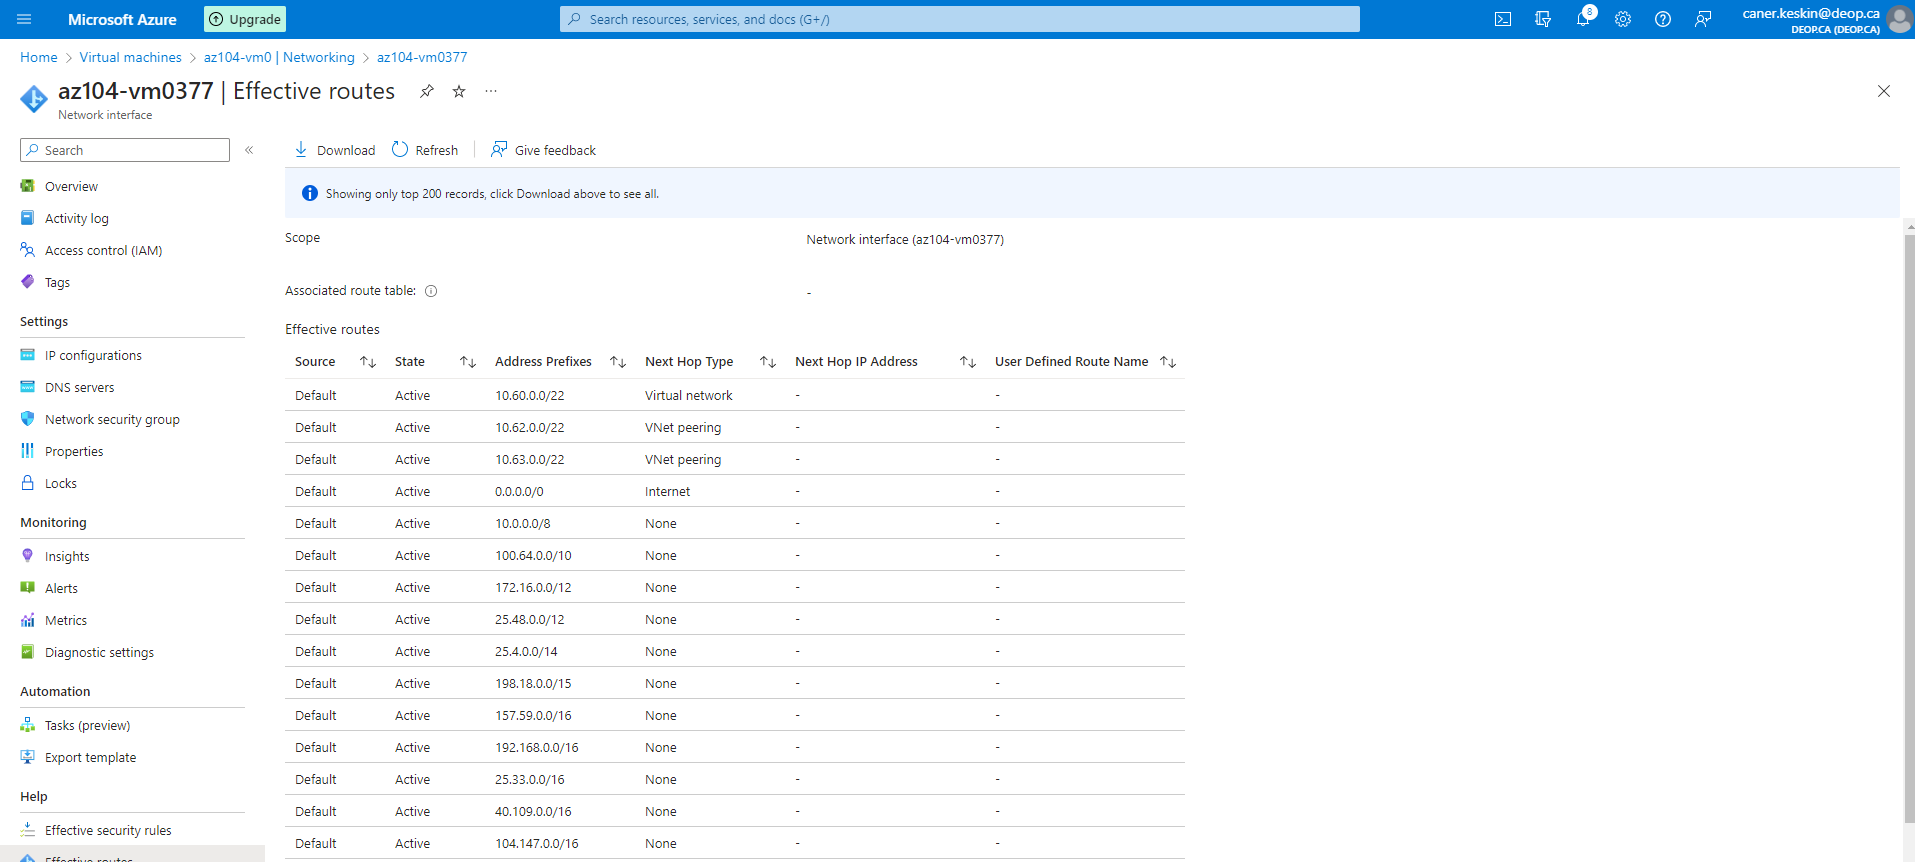 Microsoft Azure
Upgrade
Search resources, services, and docs (G+/)
8
caner.keskin@deop.ca
DEOP.CA (DEOP.CA)
Home > Virtual machines > az104-vm0 | Networking > az104-vm0377
az104-vm0377 | Effective routes
Network interface
Search
Overview
Activity log
Access control (IAM)
Tags
Settings
IP configurations
DNS servers
Network security group
Properties
Locks
Monitoring
Insights
Alerts
Metrics
Diagnostic settings
Automation
Tasks (preview)
Export template
Help
Effective security rules
Effective routes
Download Refresh Give feedback
Showing only top 200 records, click Download above to see all.
Scope Network interface (az104-vm0377)
Associated route table: -
Effective routes
Source State Address Prefixes Next Hop Type Next Hop IP Address User Defined Route Name
Default Active 10.60.0.0/22 Virtual network - -
Default Active 10.62.0.0/22 VNet peering - -
Default Active 10.63.0.0/22 VNet peering - -
Default Active 0.0.0.0/0 Internet - -
Default Active 10.0.0.0/8 None - -
Default Active 100.64.0.0/10 None - -
Default Active 172.16.0.0/12 None - -
Default Active 25.48.0.0/12 None - -
Default Active 25.4.0.0/14 None - -
Default Active 198.18.0.0/15 None - -
Default Active 157.59.0.0/16 None - -
Default Active 192.168.0.0/16 None - -
Default Active 25.33.0.0/16 None - -
Default Active 40.109.0.0/16 None - -
Default Active 104.147.0.0/16 None - -